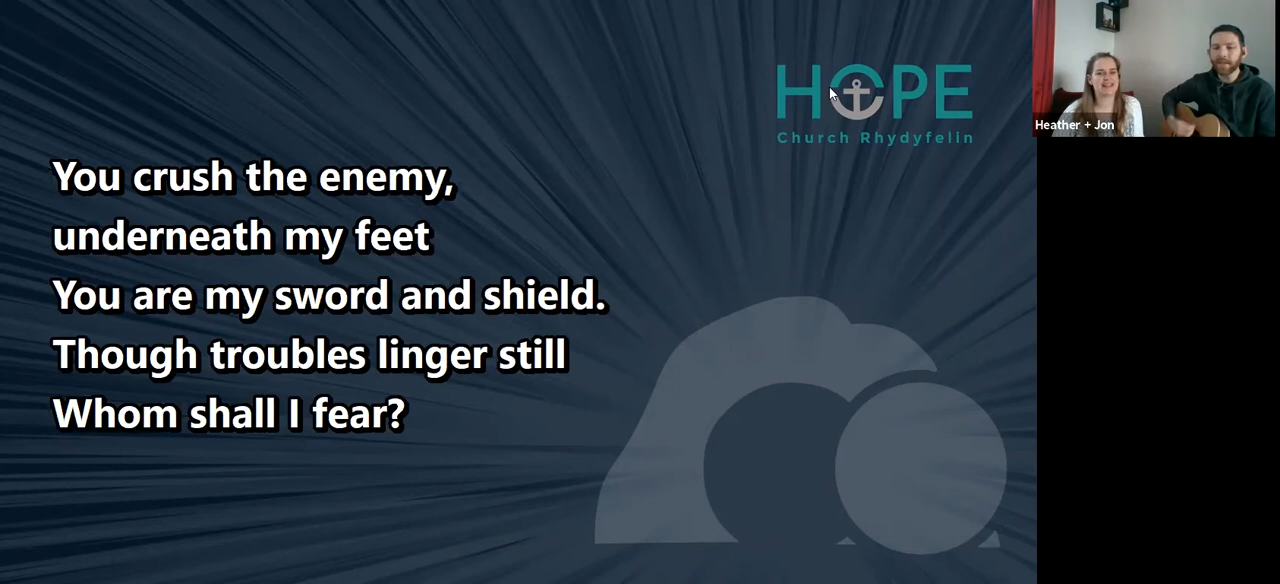 HOPE
Church Rhydyfelin
Heather + Jon
You crush the enemy,
underneath my feet
You are my sword and shield.
Though troubles linger still
Whom shall I fear?